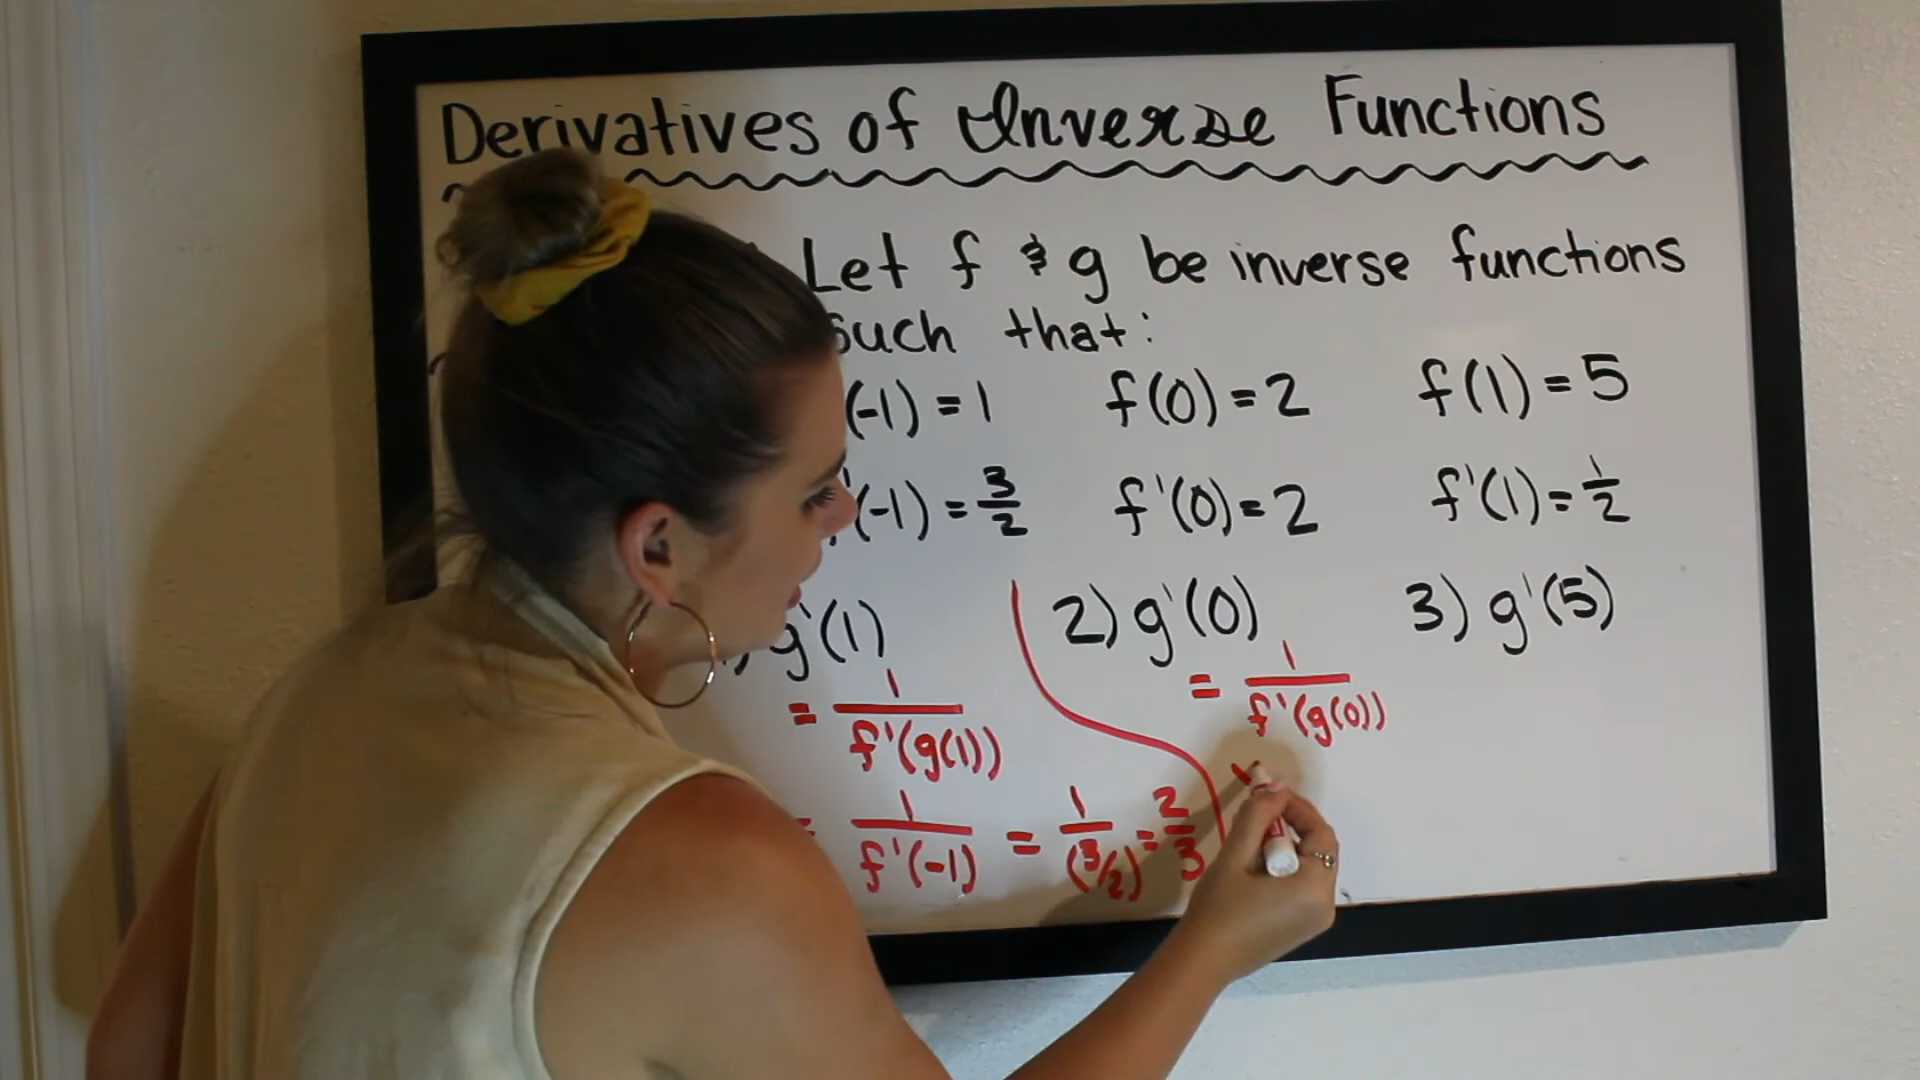 Derivatives of Inverse Functions
Let f & g be inverse functions
such that:
(-1) = 1 f(0) = 2 f(1) = 5
'(-1) = 3/2 f'(0) = 2 f'(1) = 1/2
) g'(1) 2) g'(0) 3) g'(5)
= 1/f'(g(1)) = 1/f'(g(0))
= 1/f'(-1) = 1/(3/2) = 2/3